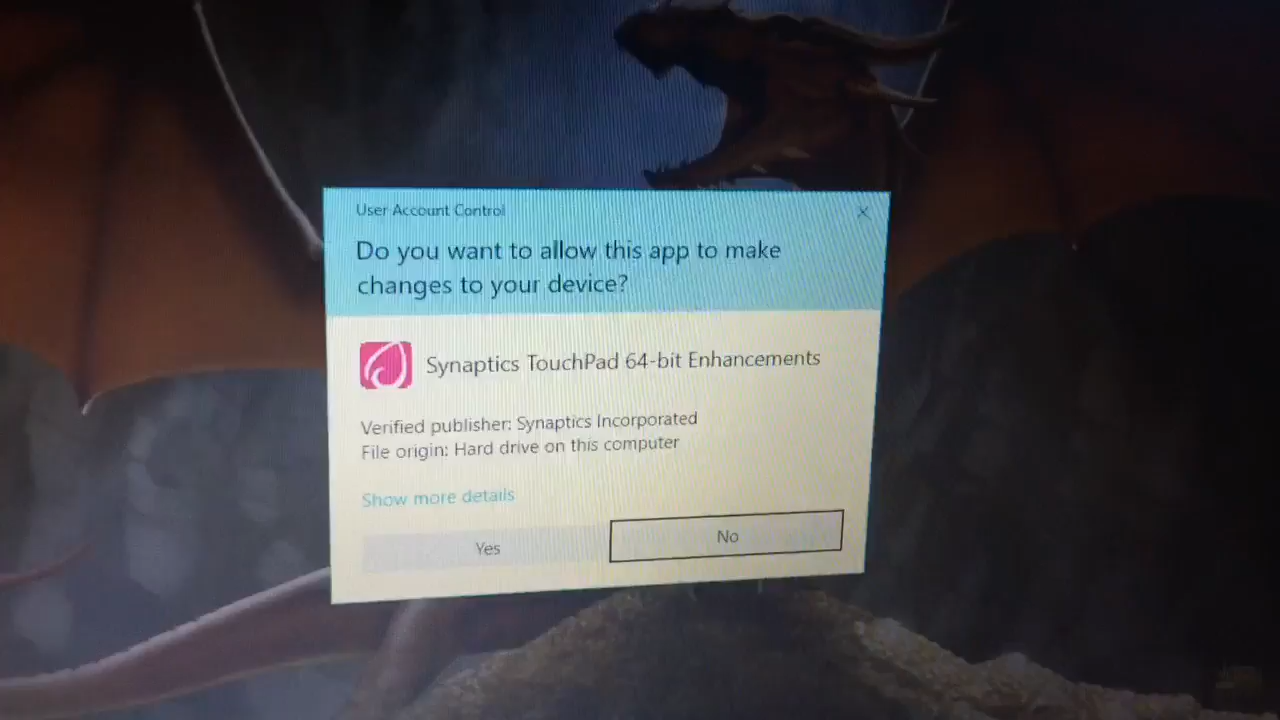 User Account Control
Do you want to allow this app to make
changes to your device?
Synaptics TouchPad 64-bit Enhancements
Verified publisher: Synaptics Incorporated
File origin: Hard drive on this computer
Show more details
Yes
No